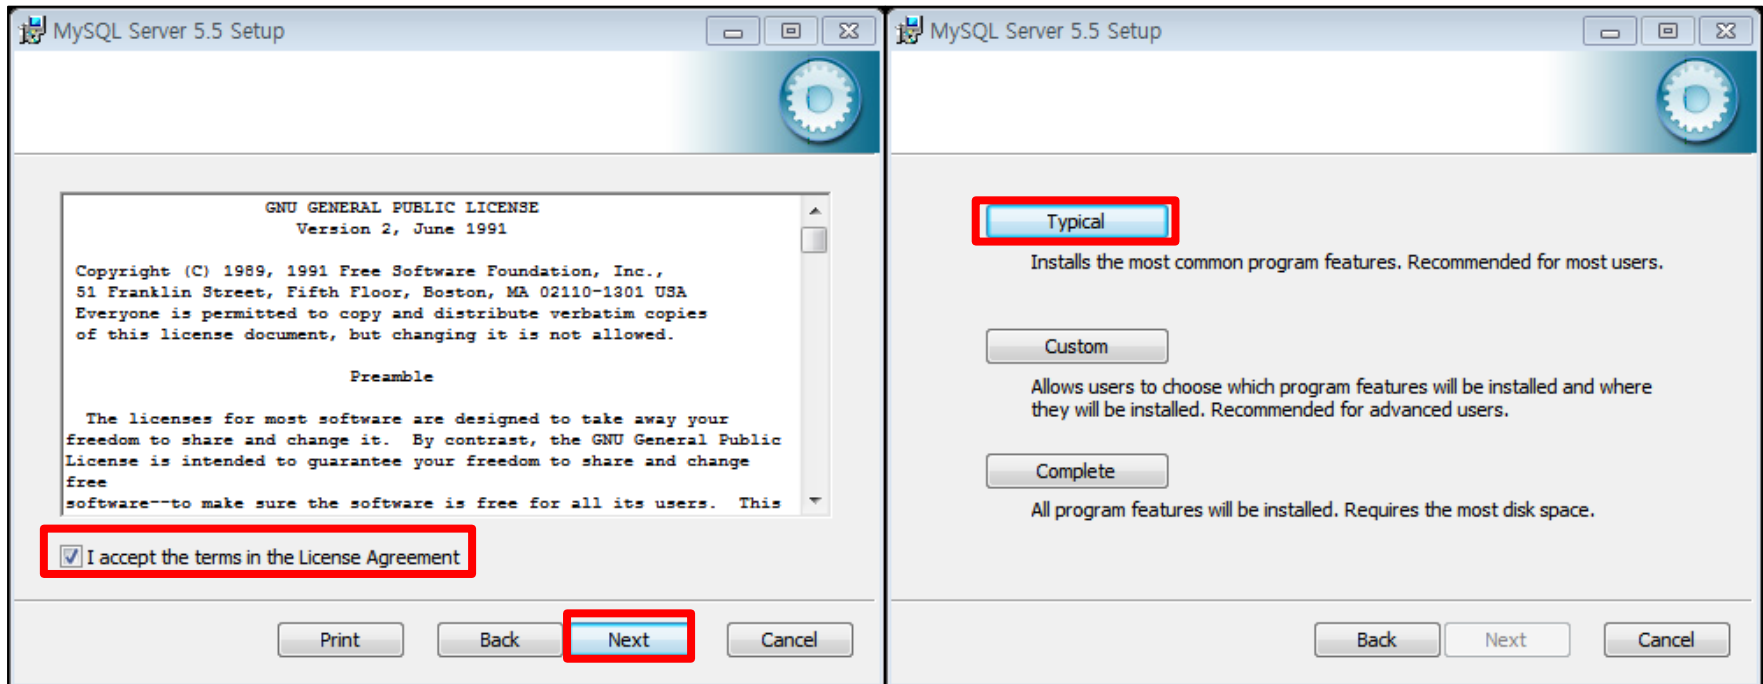 MySQL Server 5.5 Setup
GNU GENERAL PUBLIC LICENSE
Version 2, June 1991
Copyright (C) 1989, 1991 Free Software Foundation, Inc.,
51 Franklin Street, Fifth Floor, Boston, MA 02110-1301 USA
Everyone is permitted to copy and distribute verbatim copies
of this license document, but changing it is not allowed.
Preamble
The licenses for most software are designed to take away your
freedom to share and change it.  By contrast, the GNU General Public
License is intended to guarantee your freedom to share and change
free
software--to make sure the software is free for all its users.  This
I accept the terms in the License Agreement
Print
Back
Next
Cancel
MySQL Server 5.5 Setup
Typical
Installs the most common program features. Recommended for most users.
Custom
Allows users to choose which program features will be installed and where
they will be installed. Recommended for advanced users.
Complete
All program features will be installed. Requires the most disk space.
Back
Next
Cancel